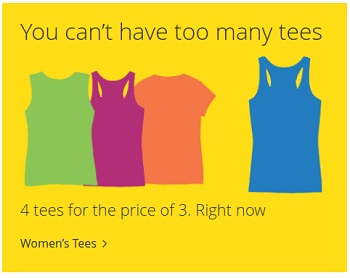 You can’t have too many tees
4 tees for the price of 3. Right now
Women’s Tees >